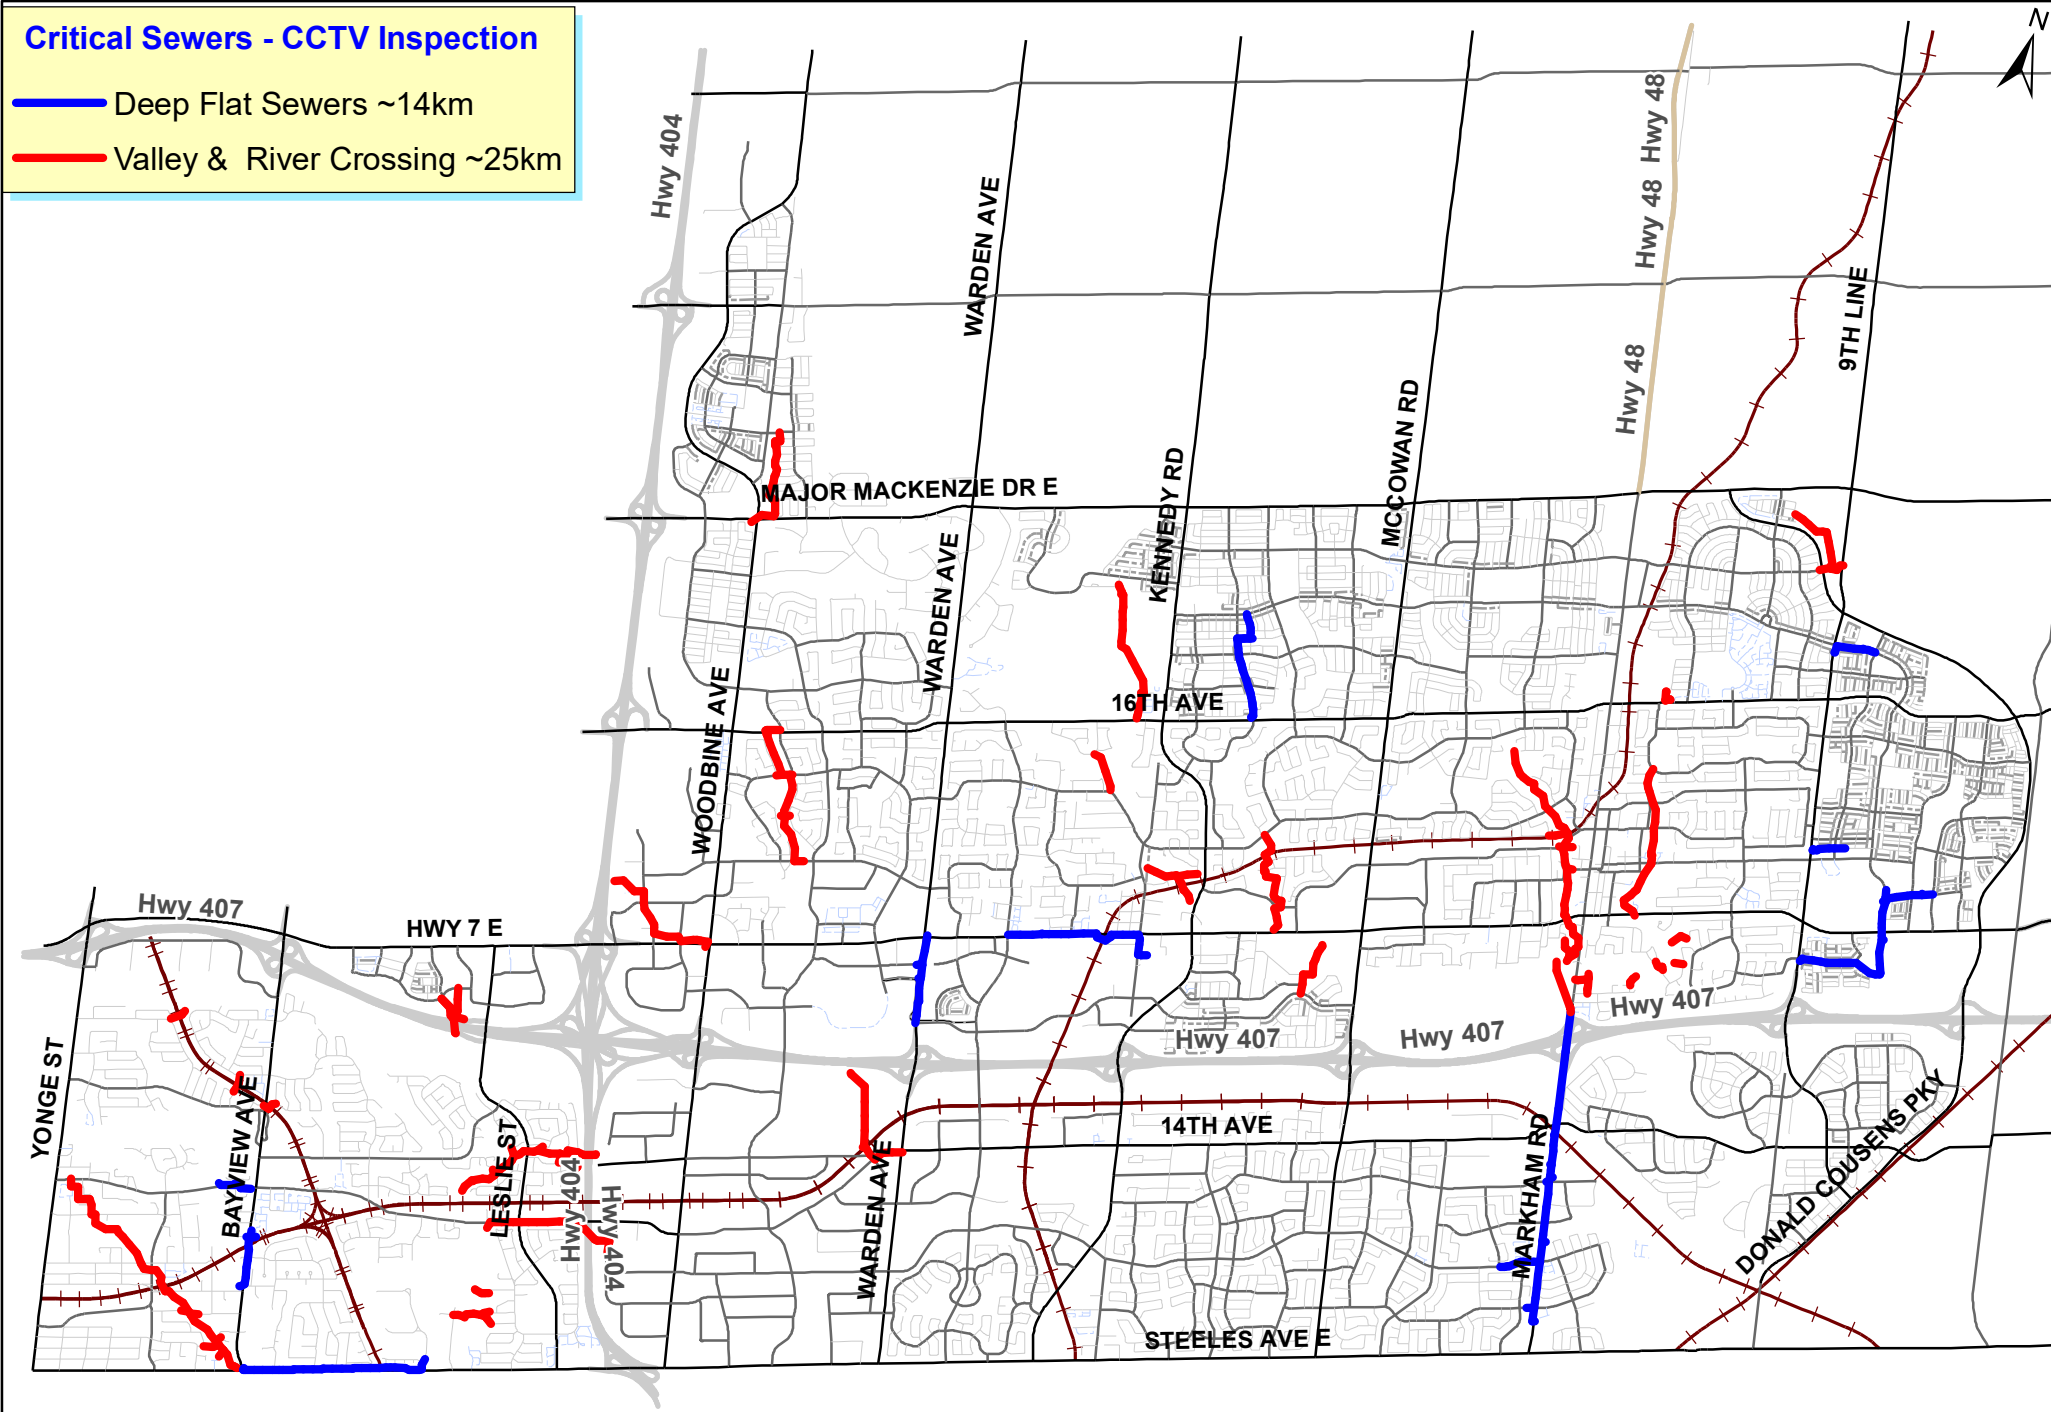 Critical Sewers - CCTV Inspection
Deep Flat Sewers ~14km
Valley & River Crossing ~25km
N
Hwy 404
Hwy 48
Hwy 48
WARDEN AVE
9TH LINE
Hwy 48
MCCOWAN RD
KENNEDY RD
MAJOR MACKENZIE DR E
WARDEN AVE
16TH AVE
WOODBINE AVE
Hwy 407
HWY 7 E
Hwy 407
Hwy 407
Hwy 407
YONGE ST
BAYVIEW AVE
LESLIE ST
14TH AVE
Hwy 404
Hwy 404
WARDEN AVE
MARKHAM RD
DONALD COUSENS PKY
STEELES AVE E